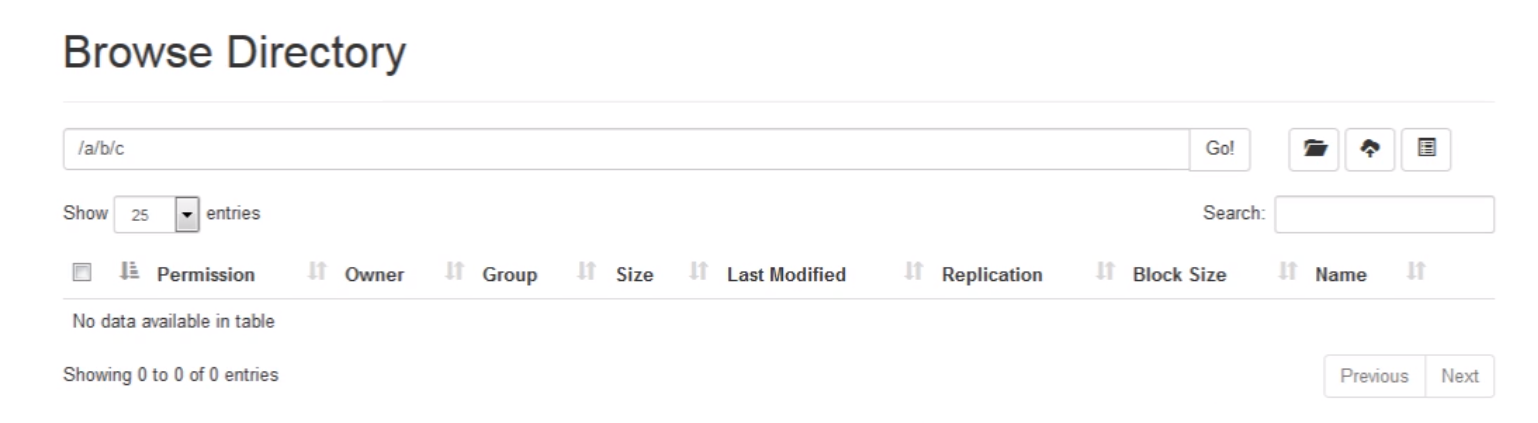 Browse Directory
/a/b/c Go!
Show 25 entries Search:
Permission Owner Group Size Last Modified Replication Block Size Name
No data available in table
Showing 0 to 0 of 0 entries Previous Next